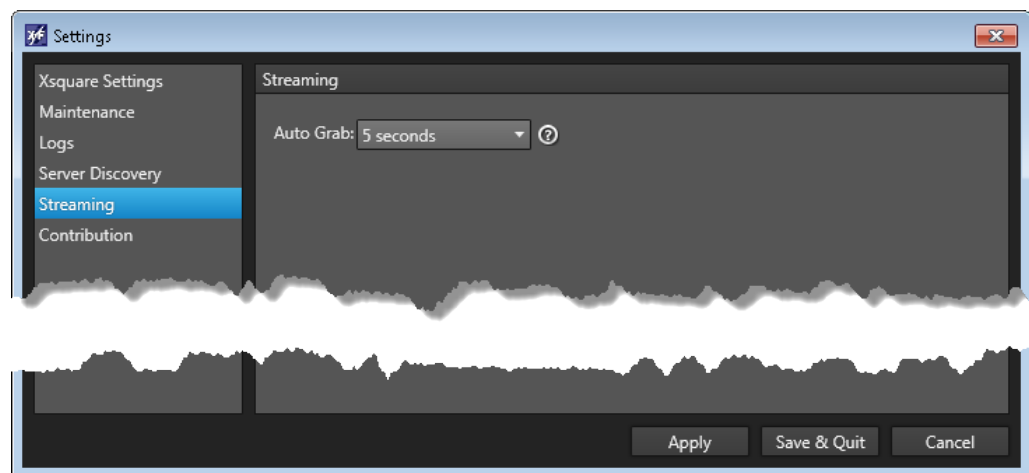 Settings
Xsquare Settings
Maintenance
Logs
Server Discovery
Streaming
Contribution
Streaming
Auto Grab: 5 seconds
Apply Save & Quit Cancel